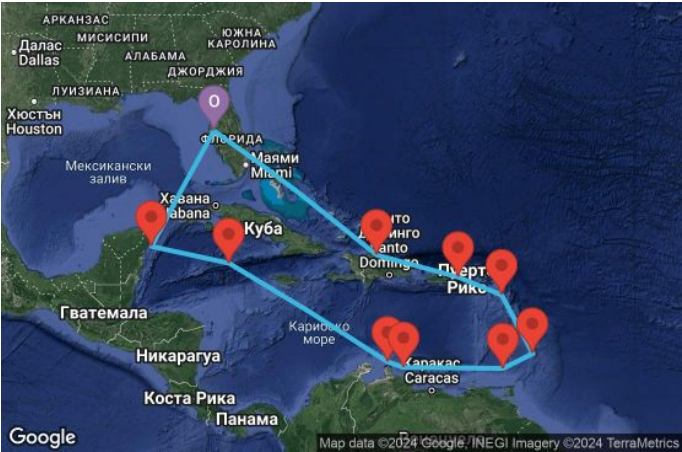 АРКАНЗАС
МИСИСИПИ
ЮЖНА
КАРОЛИНА
Далас
Dallas
АЛАБАМА
ДЖОРДЖИЯ
ЛУИЗИАНА
O
Хюстън
Houston
ФЛОРИДА
Маями
Miami
Мексикански
залив
Хавана
Habana
Куба
Domingo
Рико
Гватемала
Карибско
море
Никарагуа
Каракас
Caracas
Коста Рика
Панама
Google
Map data ©2024 Google, INEGI Imagery ©2024 TerraMetrics